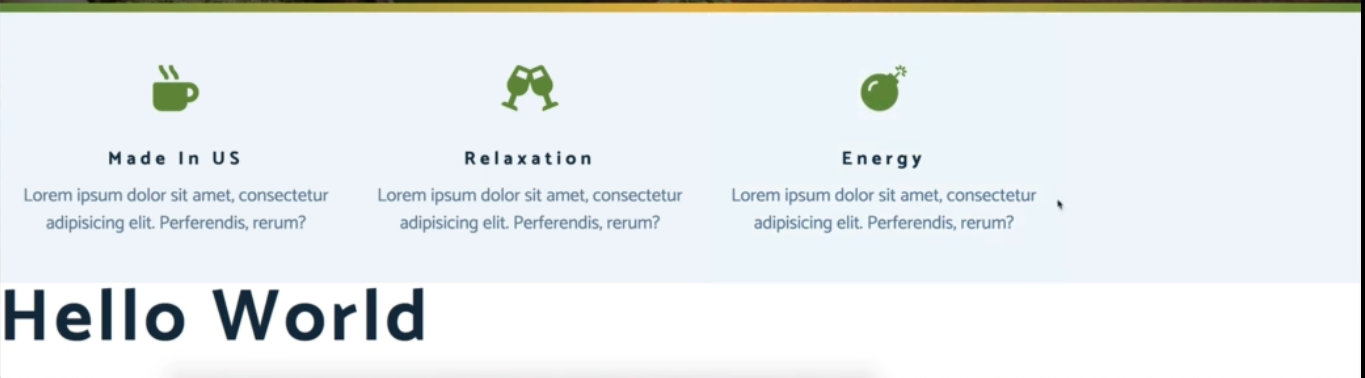 Made In US
Relaxation
Energy
Lorem ipsum dolor sit amet, consectetur
adipisicing elit. Perferendis, rerum?
Lorem ipsum dolor sit amet, consectetur
adipisicing elit. Perferendis, rerum?
Lorem ipsum dolor sit amet, consectetur
adipisicing elit. Perferendis, rerum?
Hello World